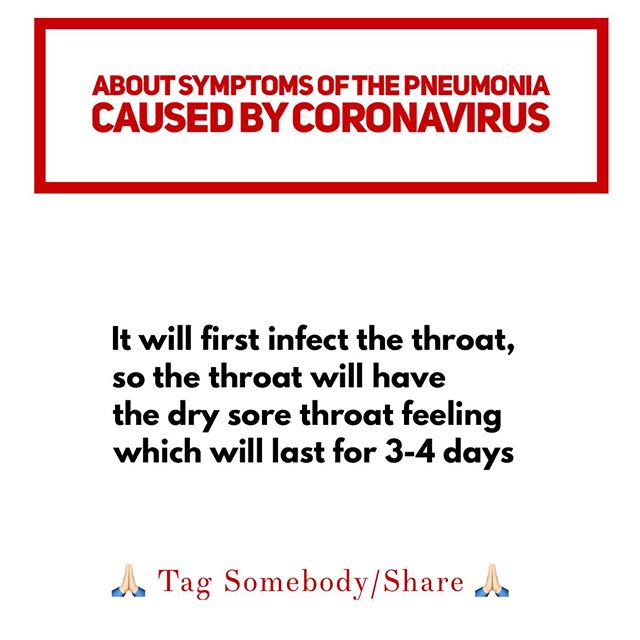 ABOUT SYMPTOMS OF THE PNEUMONIA
CAUSED BY CORONAVIRUS
It will first infect the throat,
so the throat will have
the dry sore throat feeling
which will last for 3-4 days
🙏🏻 Tag Somebody/Share 🙏🏻